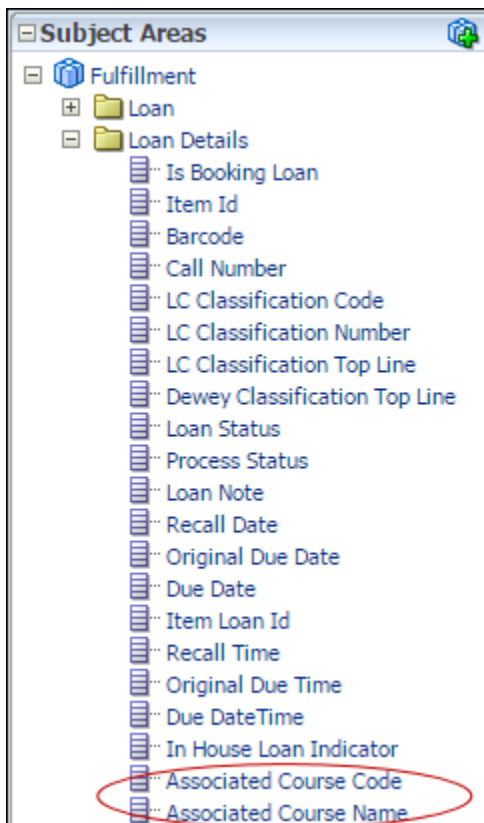 Subject Areas
Fulfillment
Loan
Loan Details
Is Booking Loan
Item Id
Barcode
Call Number
LC Classification Code
LC Classification Number
LC Classification Top Line
Dewey Classification Top Line
Loan Status
Process Status
Loan Note
Recall Date
Original Due Date
Due Date
Item Loan Id
Recall Time
Original Due Time
Due DateTime
In House Loan Indicator
Associated Course Code
Associated Course Name